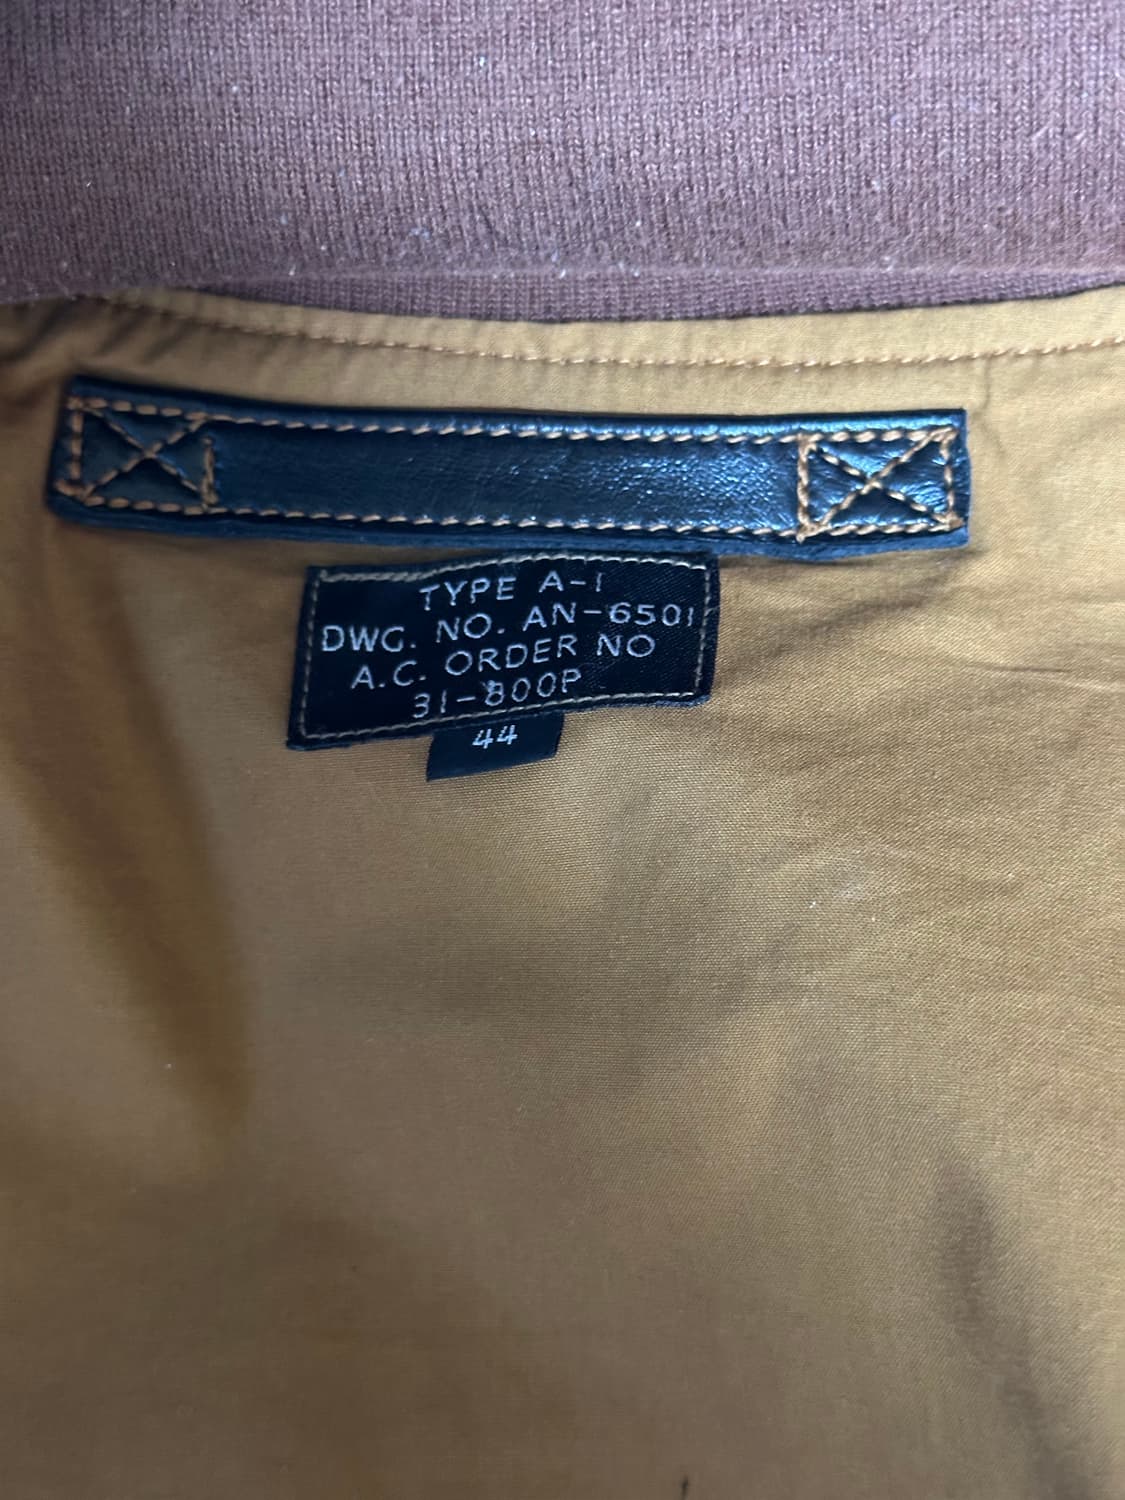 TYPE A-1
DWG. NO. AN-6501
A.C. ORDER NO
31-800P
44